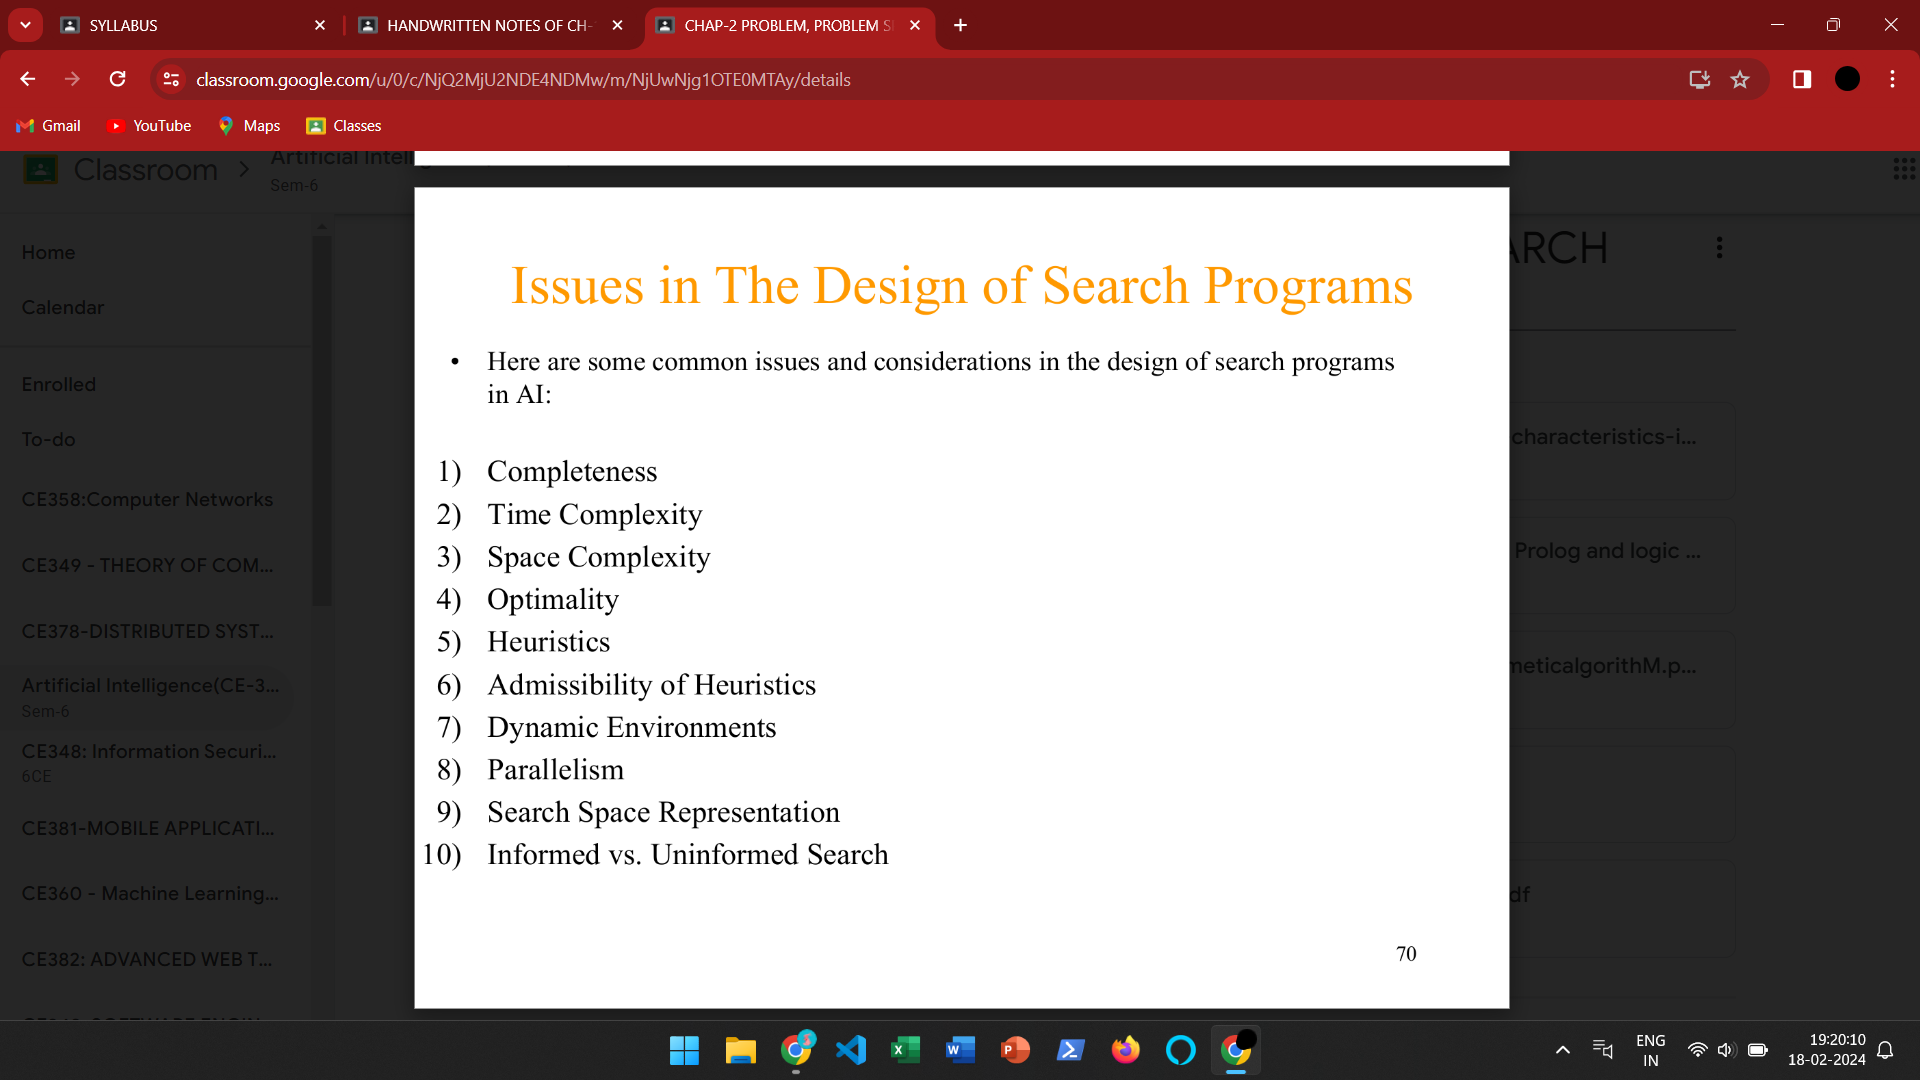 SYLLABUS
HANDWRITTEN NOTES OF CH-
CHAP-2 PROBLEM, PROBLEM S
classroom.google.com/u/0/c/NjQ2MjU2NDE4NDMw/m/NjUwNjg1OTE0MTAy/details
Gmail
YouTube
Maps
Classes
Classroom
Artificial Intelli
Sem-6
ARCH
Home
Calendar
Enrolled
To-do
CE358:Computer Networks
CE349 - THEORY OF COM...
CE378-DISTRIBUTED SYST...
Artificial Intelligence(CE-3...
Sem-6
CE348: Information Securi...
6CE
CE381-MOBILE APPLICATI...
CE360 - Machine Learning...
CE382: ADVANCED WEB T...
Issues in The Design of Search Programs
• Here are some common issues and considerations in the design of search programs
in AI:
1) Completeness
2) Time Complexity
3) Space Complexity
4) Optimality
5) Heuristics
6) Admissibility of Heuristics
7) Dynamic Environments
8) Parallelism
9) Search Space Representation
10) Informed vs. Uninformed Search
70
characteristics-i...
Prolog and logic ...
meticalgorithM.p...
df
ENG
IN
19:20:10
18-02-2024